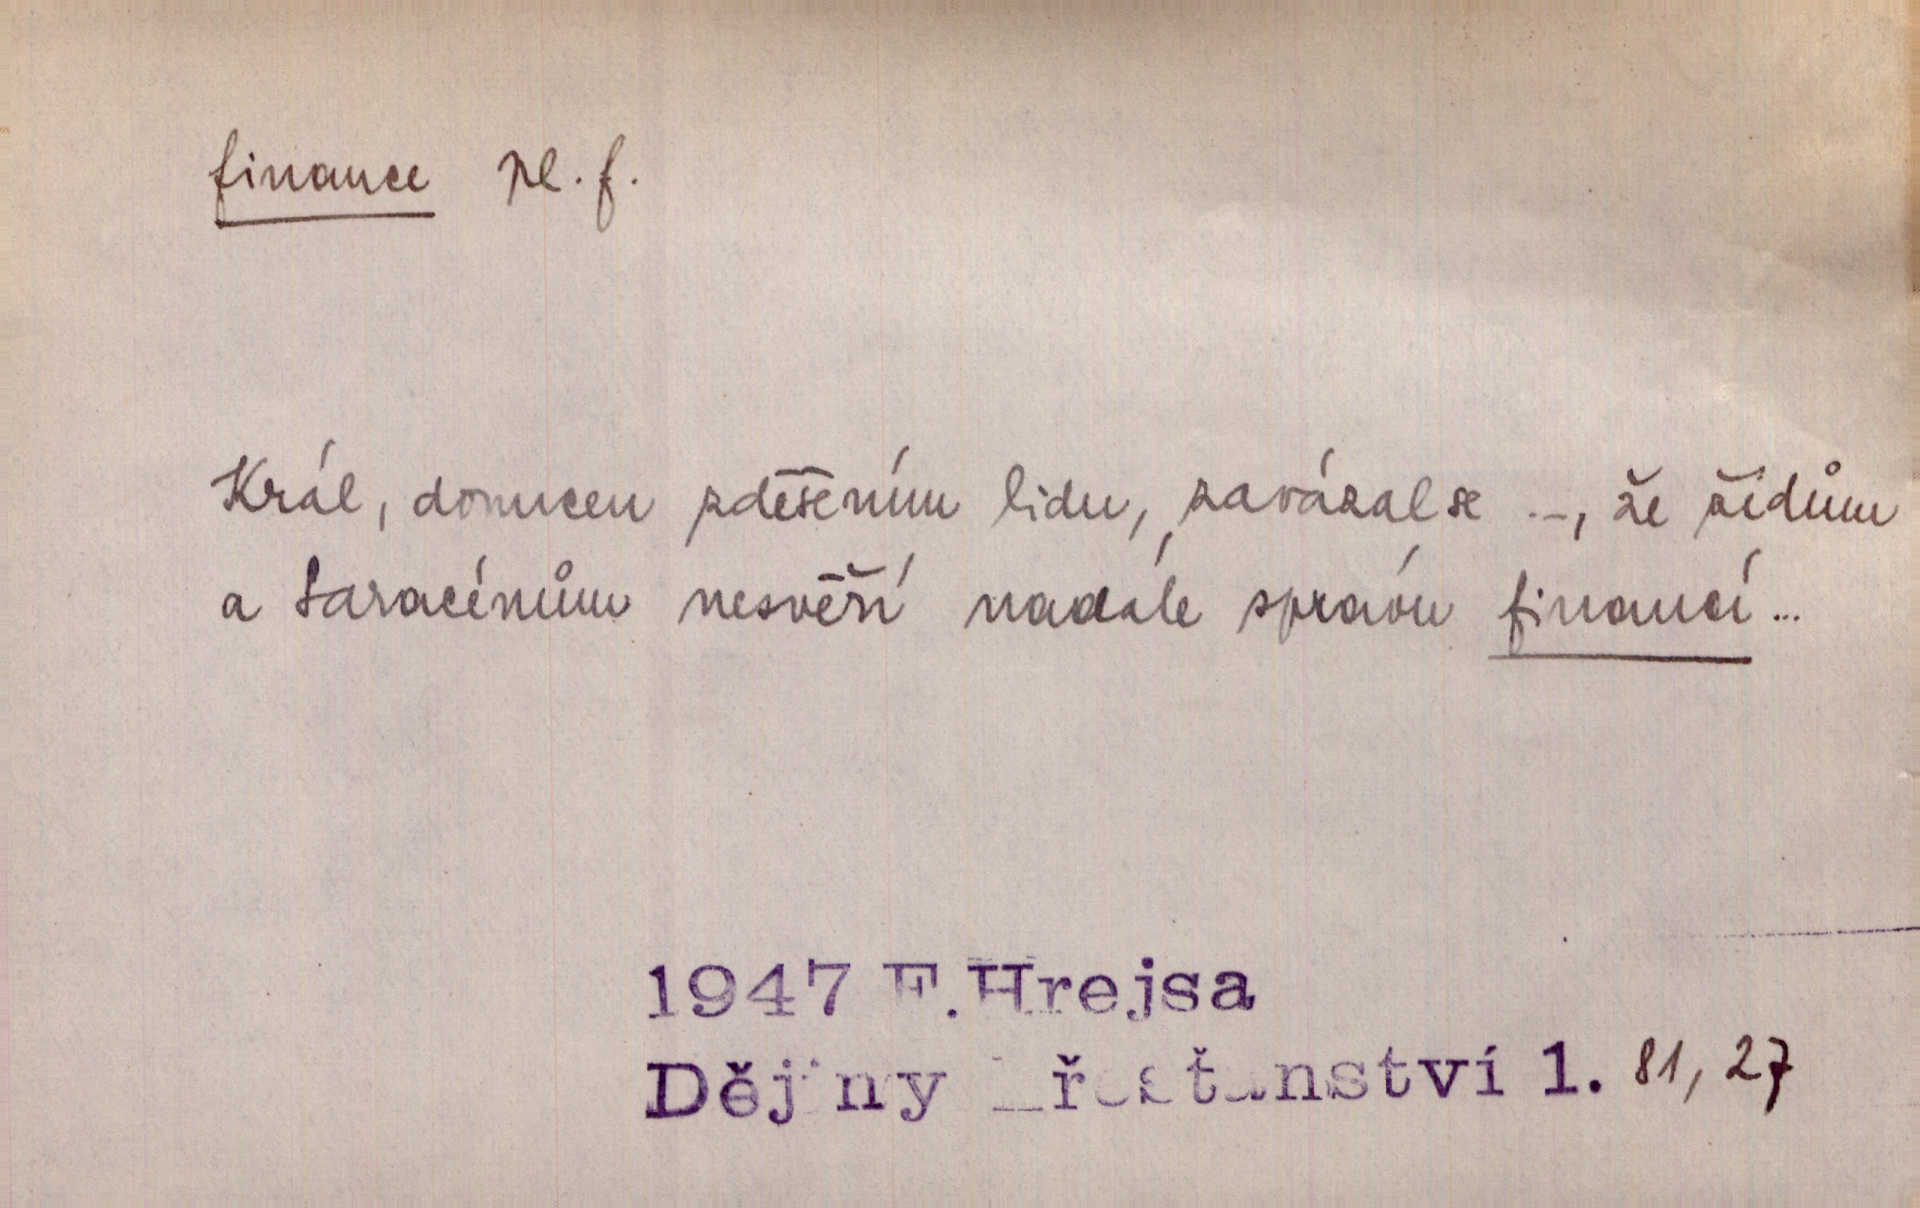 finance pl. f.
Král, donucen zděšením lidu, zavázal se ..., že židům
a Saracénům nesvěří nadále správu financí...
1947 F. Hrejsa
Dějiny křesťanství 1. 81, 27